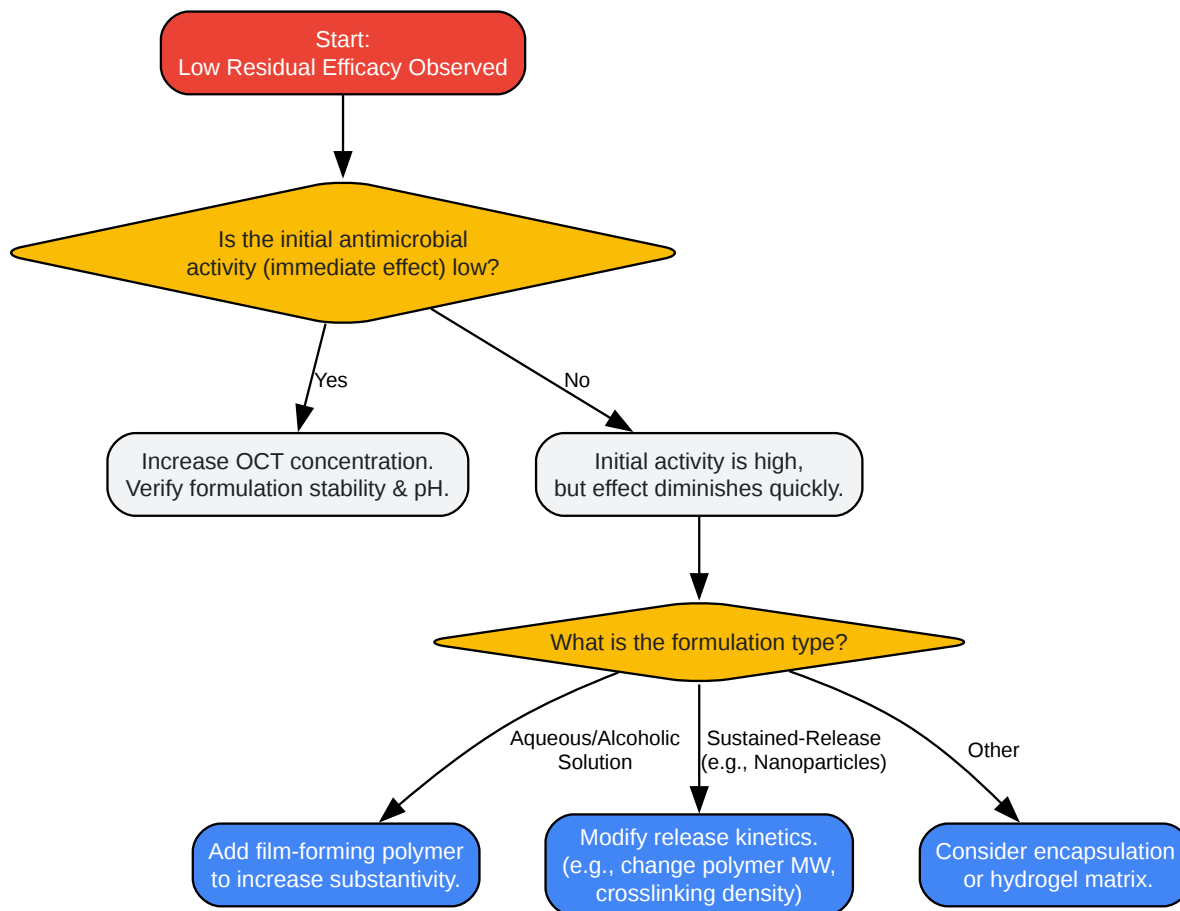 Start:
Low Residual Efficacy Observed
Is the initial antimicrobial
activity (immediate effect) low?
Yes
No
Increase OCT concentration.
Verify formulation stability & pH.
Initial activity is high,
but effect diminishes quickly.
What is the formulation type?
Aqueous/Alcoholic
Solution
Sustained-Release
(e.g., Nanoparticles)
Other
Add film-forming polymer
to increase substantivity.
Modify release kinetics.
(e.g., change polymer MW,
crosslinking density)
Consider encapsulation
or hydrogel matrix.